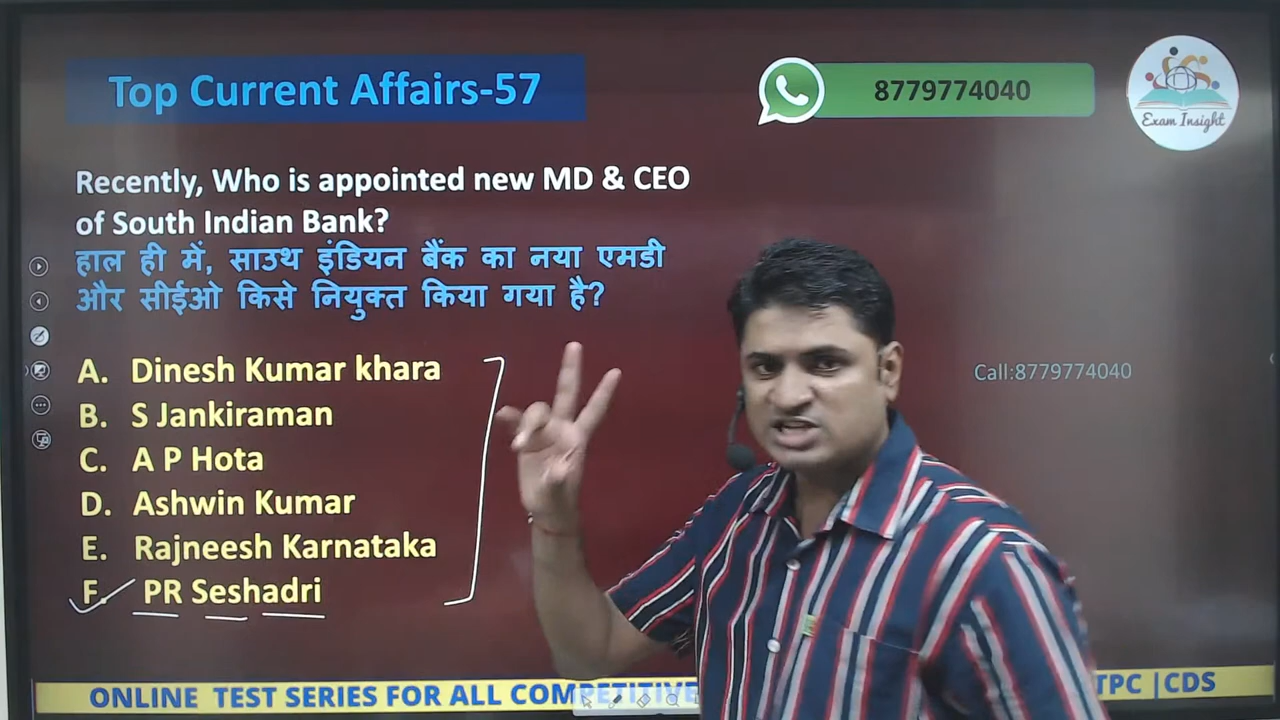 Top Current Affairs-57
8779774040
Exam Insight
Recently, Who is appointed new MD & CEO
of South Indian Bank?
हाल ही में, साउथ इंडियन बैंक का नया एमडी
और सीईओ किसे नियुक्त किया गया है?
A. Dinesh Kumar khara
B. S Jankiraman
C. A P Hota
D. Ashwin Kumar
E. Rajneesh Karnataka
F. PR Seshadri
Call:8779774040
ONLINE TEST SERIES FOR ALL COMPETITIVE TPC |CDS